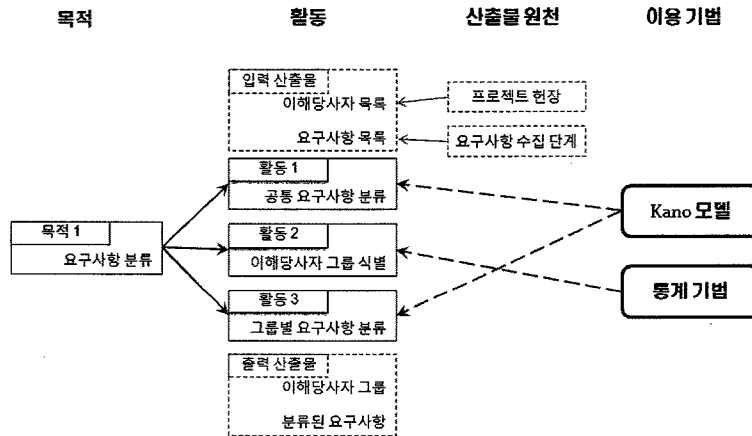 목적 활동 산출물 원천 이용 기법
입력 산출물
이해당사자 목록 프로젝트 헌장
요구사항 목록 요구사항 수집 단계
활동 1
공통 요구사항 분류
Kano 모델
목적 1 활동 2
요구사항 분류 이해당사자 그룹 식별
통계 기법
활동 3
그룹별 요구사항 분류
출력 산출물
이해당사자 그룹
분류된 요구사항